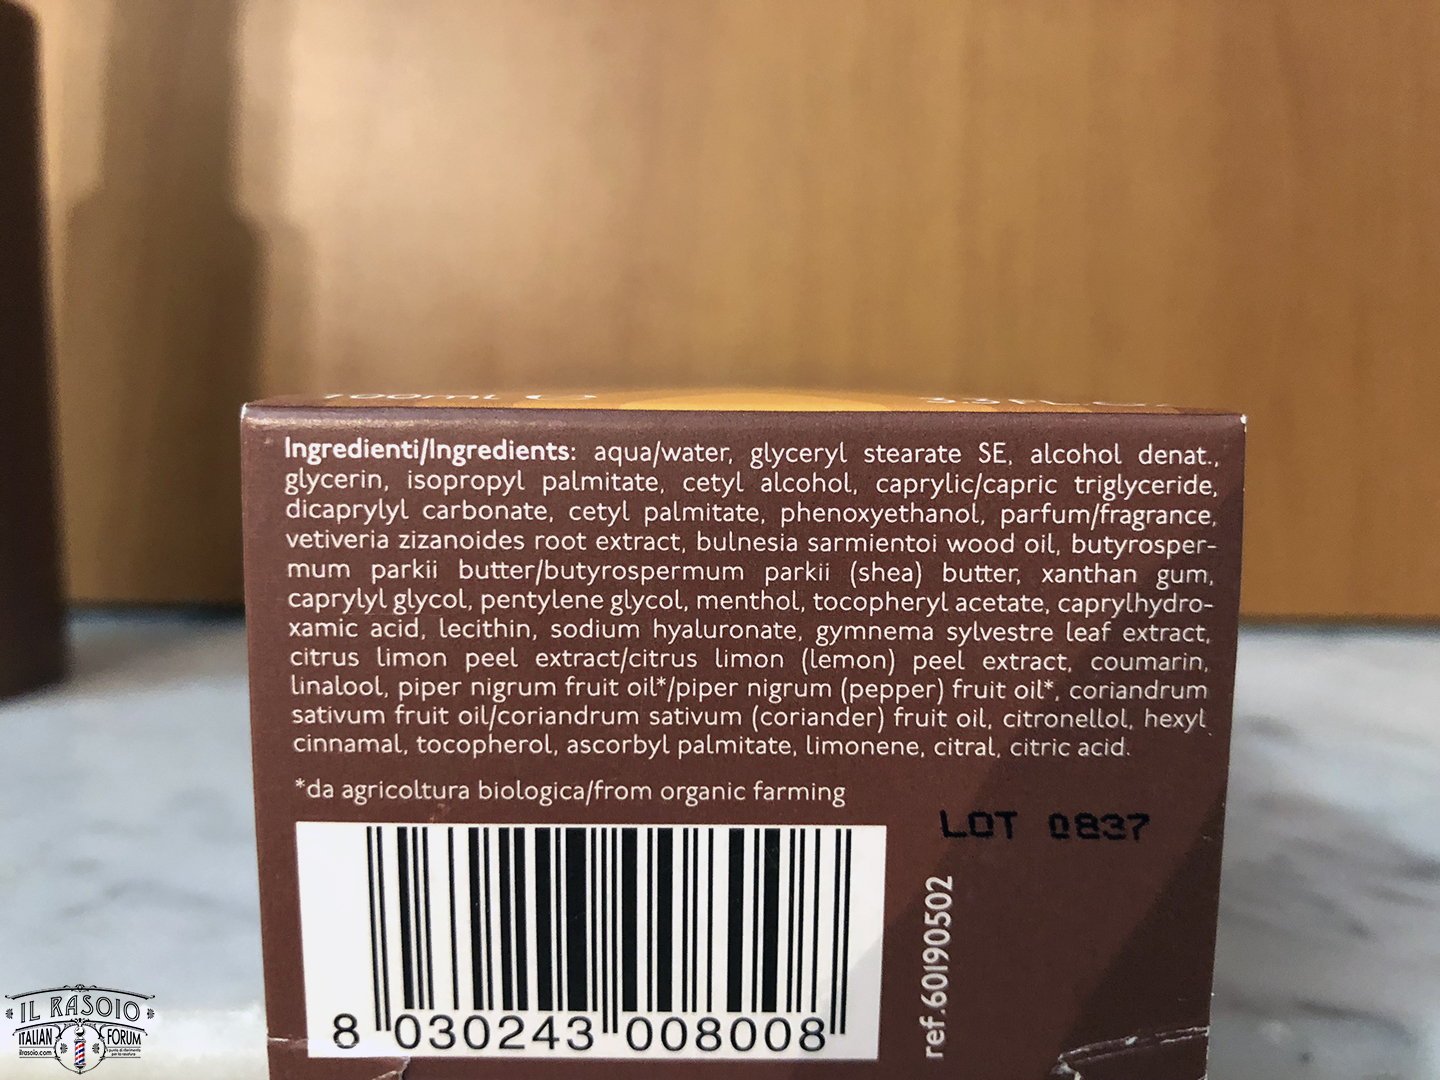 100ml
Ingredienti/Ingredients: aqua/water, glyceryl stearate SE, alcohol denat.,
glycerin, isopropyl palmitate, cetyl alcohol, caprylic/capric triglyceride,
dicaprylyl carbonate, cetyl palmitate, phenoxyethanol, parfum/fragrance,
vetiveria zizanoides root extract, bulnesia sarmientoi wood oil, butyrosper-
mum parkii butter/butyrospermum parkii (shea) butter, xanthan gum,
caprylyl glycol, pentylene glycol, menthol, tocopheryl acetate, caprylhydro-
xamic acid, lecithin, sodium hyaluronate, gymnema sylvestre leaf extract,
citrus limon peel extract/citrus limon (lemon) peel extract, coumarin,
linalool, piper nigrum fruit oil*/piper nigrum (pepper) fruit oil*, coriandrum
sativum fruit oil/coriandrum sativum (coriander) fruit oil, citronellol, hexyl
cinnamal, tocopherol, ascorbyl palmitate, limonene, citral, citric acid.
*da agricoltura biologica/from organic farming
LOT 0837
ref.60190502
8 030243 008008
IL RASOIO
ITALIAN FORUM
ilrasoio.com